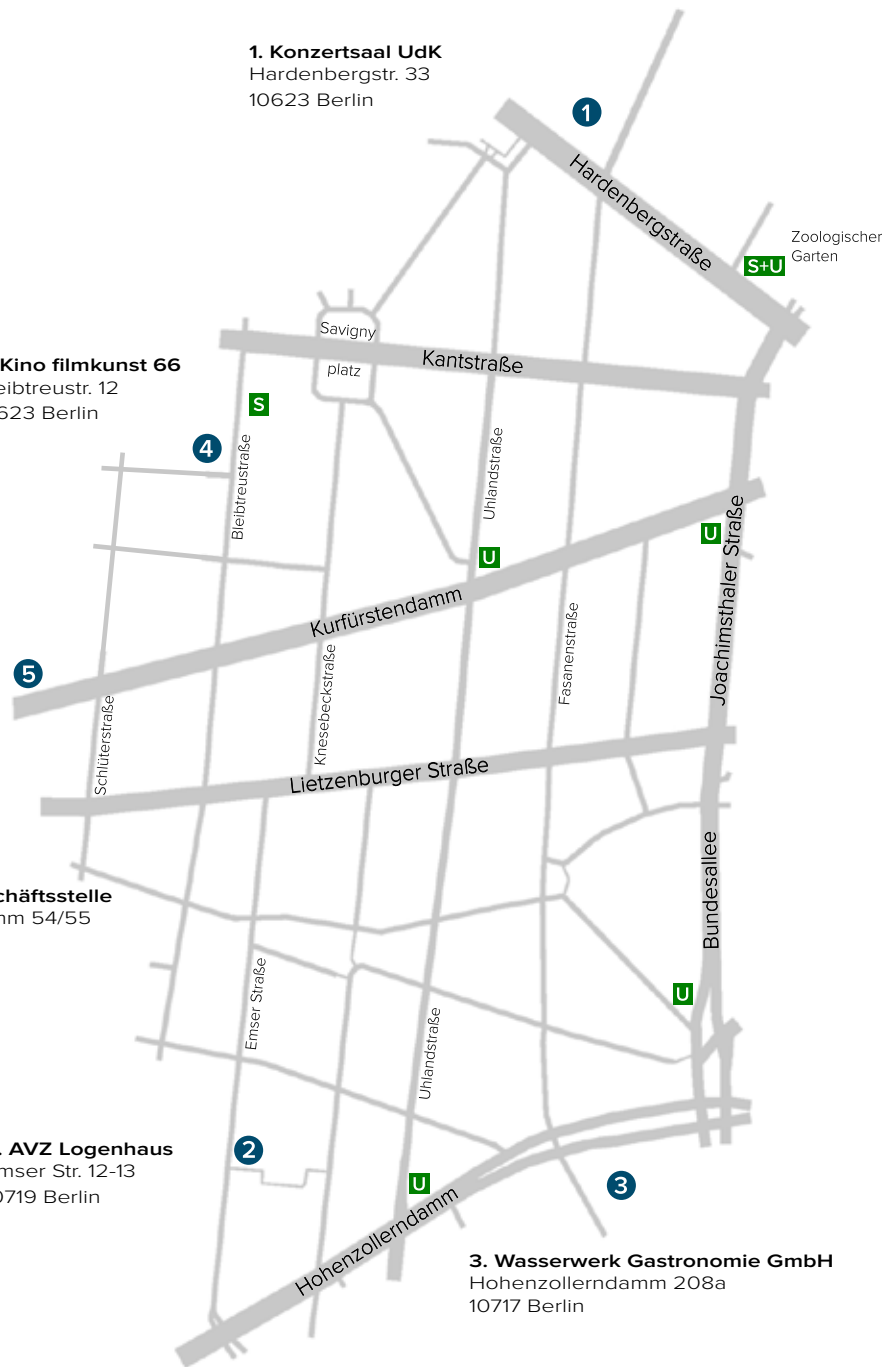 1. Konzertsaal UdK
Hardenbergstr. 33
10623 Berlin
1
Hardenbergstraße
Zoologischer
Garten
S+U
Savigny
platz
Kantstraße
Kino filmkunst 66
eibtreustr. 12
623 Berlin
S
4
Bleibtreustraße
Uhlandstraße
U
U
Joachimsthaler Straße
Kurfürstendamm
Fasanenstraße
5
Knesebeckstraße
Schlüterstraße
Lietzenburger Straße
chäftsstelle
mm 54/55
Bundesallee
U
Emser Straße
Uhlandstraße
. AVZ Logenhaus
mser Str. 12-13
0719 Berlin
2
U
3
Hohenzollerndamm
3. Wasserwerk Gastronomie GmbH
Hohenzollerndamm 208a
10717 Berlin